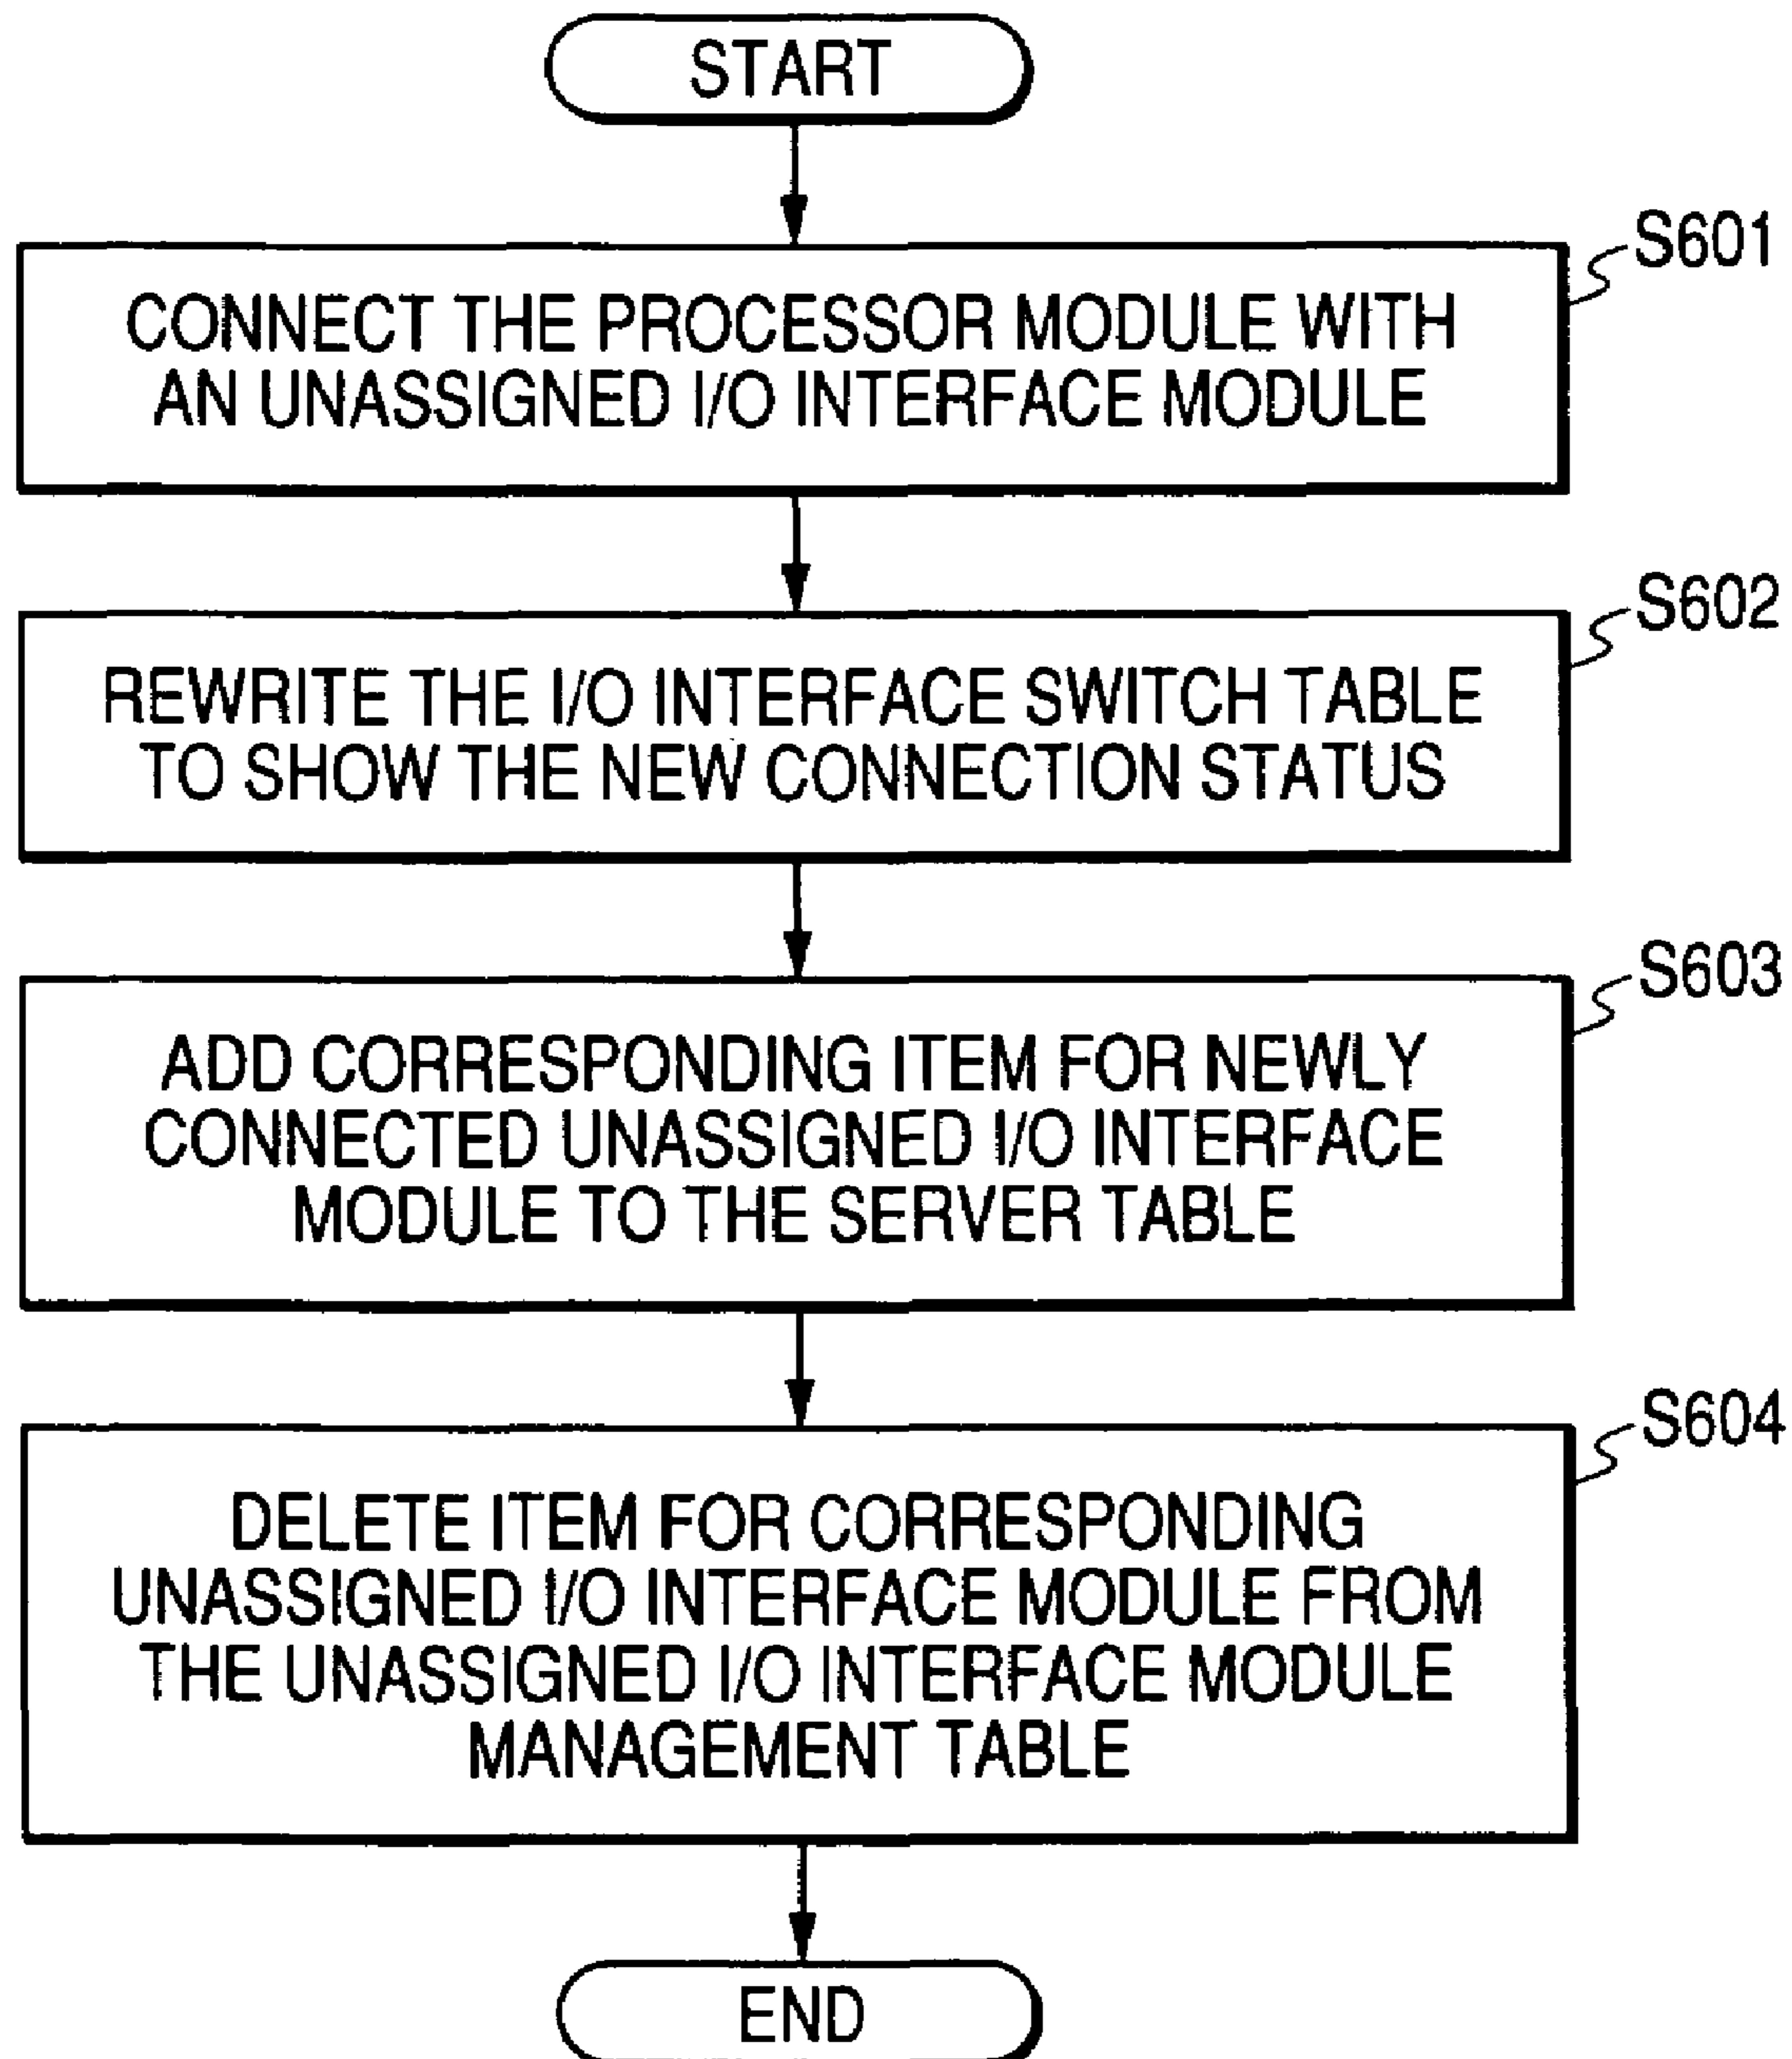 START
S601
CONNECT THE PROCESSOR MODULE WITH
AN UNASSIGNED I/O INTERFACE MODULE
S602
REWRITE THE I/O INTERFACE SWITCH TABLE
TO SHOW THE NEW CONNECTION STATUS
S603
ADD CORRESPONDING ITEM FOR NEWLY
CONNECTED UNASSIGNED I/O INTERFACE
MODULE TO THE SERVER TABLE
S604
DELETE ITEM FOR CORRESPONDING
UNASSIGNED I/O INTERFACE MODULE FROM
THE UNASSIGNED I/O INTERFACE MODULE
MANAGEMENT TABLE
END